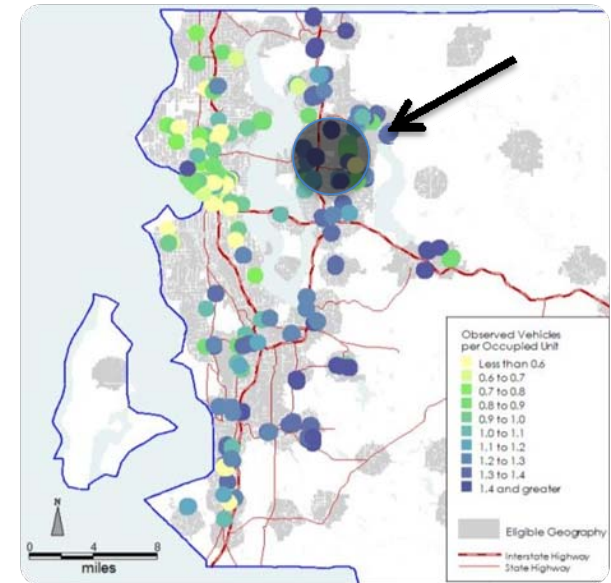 Observed Vehicles
per Occupied Unit
Less than 0.6
0.6 to 0.7
0.7 to 0.8
0.8 to 0.9
0.9 to 1.0
1.0 to 1.1
1.1 to 1.2
1.2 to 1.3
1.3 to 1.4
1.4 and greater
Eligible Geography
Interstate Highway
State Highway
N
0 4 8
miles